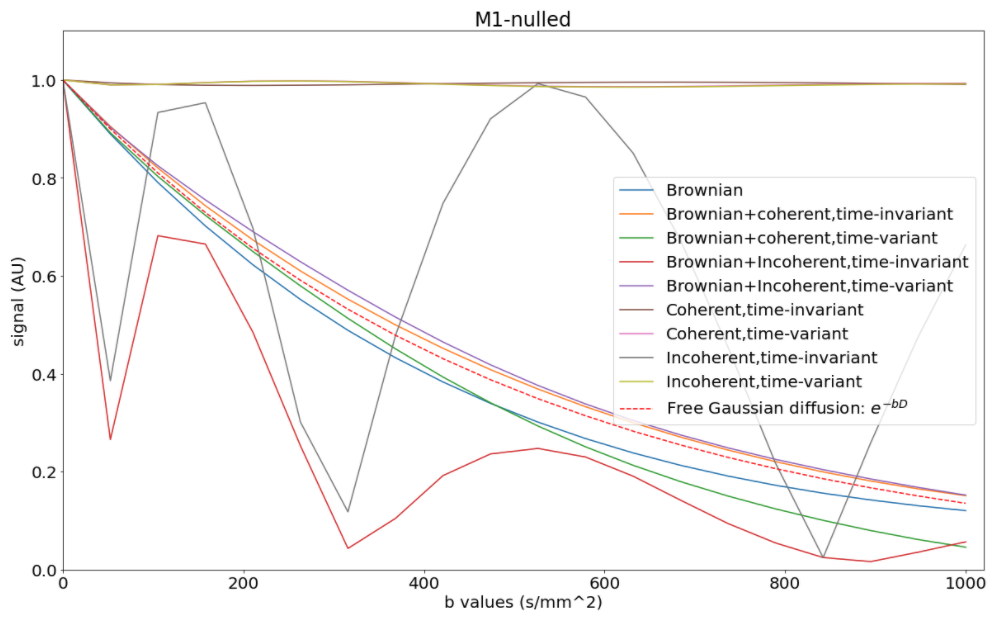 M1-nulled
signal (AU)
1.0
0.8
0.6
0.4
0.2
0.0
Brownian
Brownian+coherent,time-invariant
Brownian+coherent,time-variant
Brownian+Incoherent,time-invariant
Brownian+Incoherent,time-variant
Coherent,time-invariant
Coherent,time-variant
Incoherent,time-invariant
Incoherent,time-variant
Free Gaussian diffusion: e^{-bD}
0 200 400 600 800 1000
b values (s/mm^2)